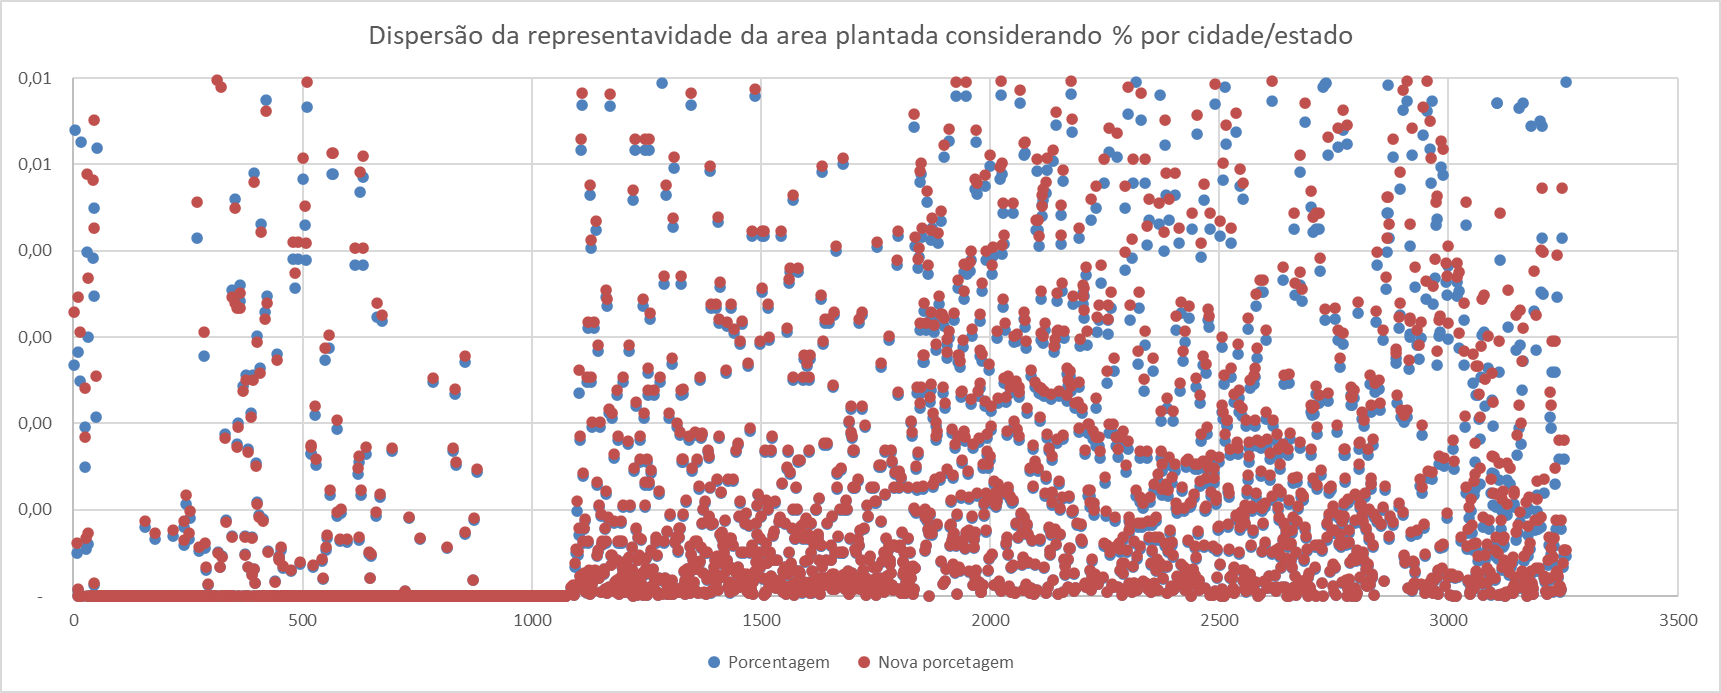 Dispersão da representavidade da area plantada considerando % por cidade/estado
0,01
0,01
0,00
0,00
0,00
0,00
-
0 500 1000 1500 2000 2500 3000 3500
Porcentagem Nova porcetagem